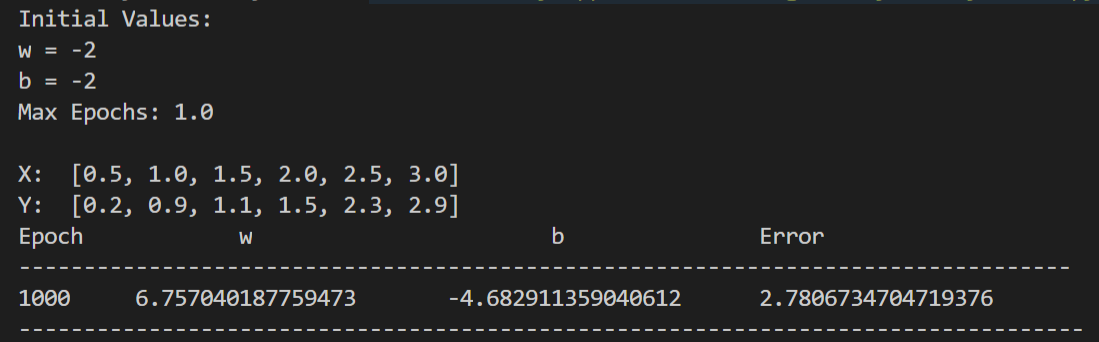 Initial Values:
w = -2
b = -2
Max Epochs: 1.0
X:  [0.5, 1.0, 1.5, 2.0, 2.5, 3.0]
Y:  [0.2, 0.9, 1.1, 1.5, 2.3, 2.9]
Epoch            w                       b               Error
--------------------------------------------------------------------------------
1000     6.757040187759473       -4.682911359040612      2.7806734704719376
---------------------------------------------------------------------------------